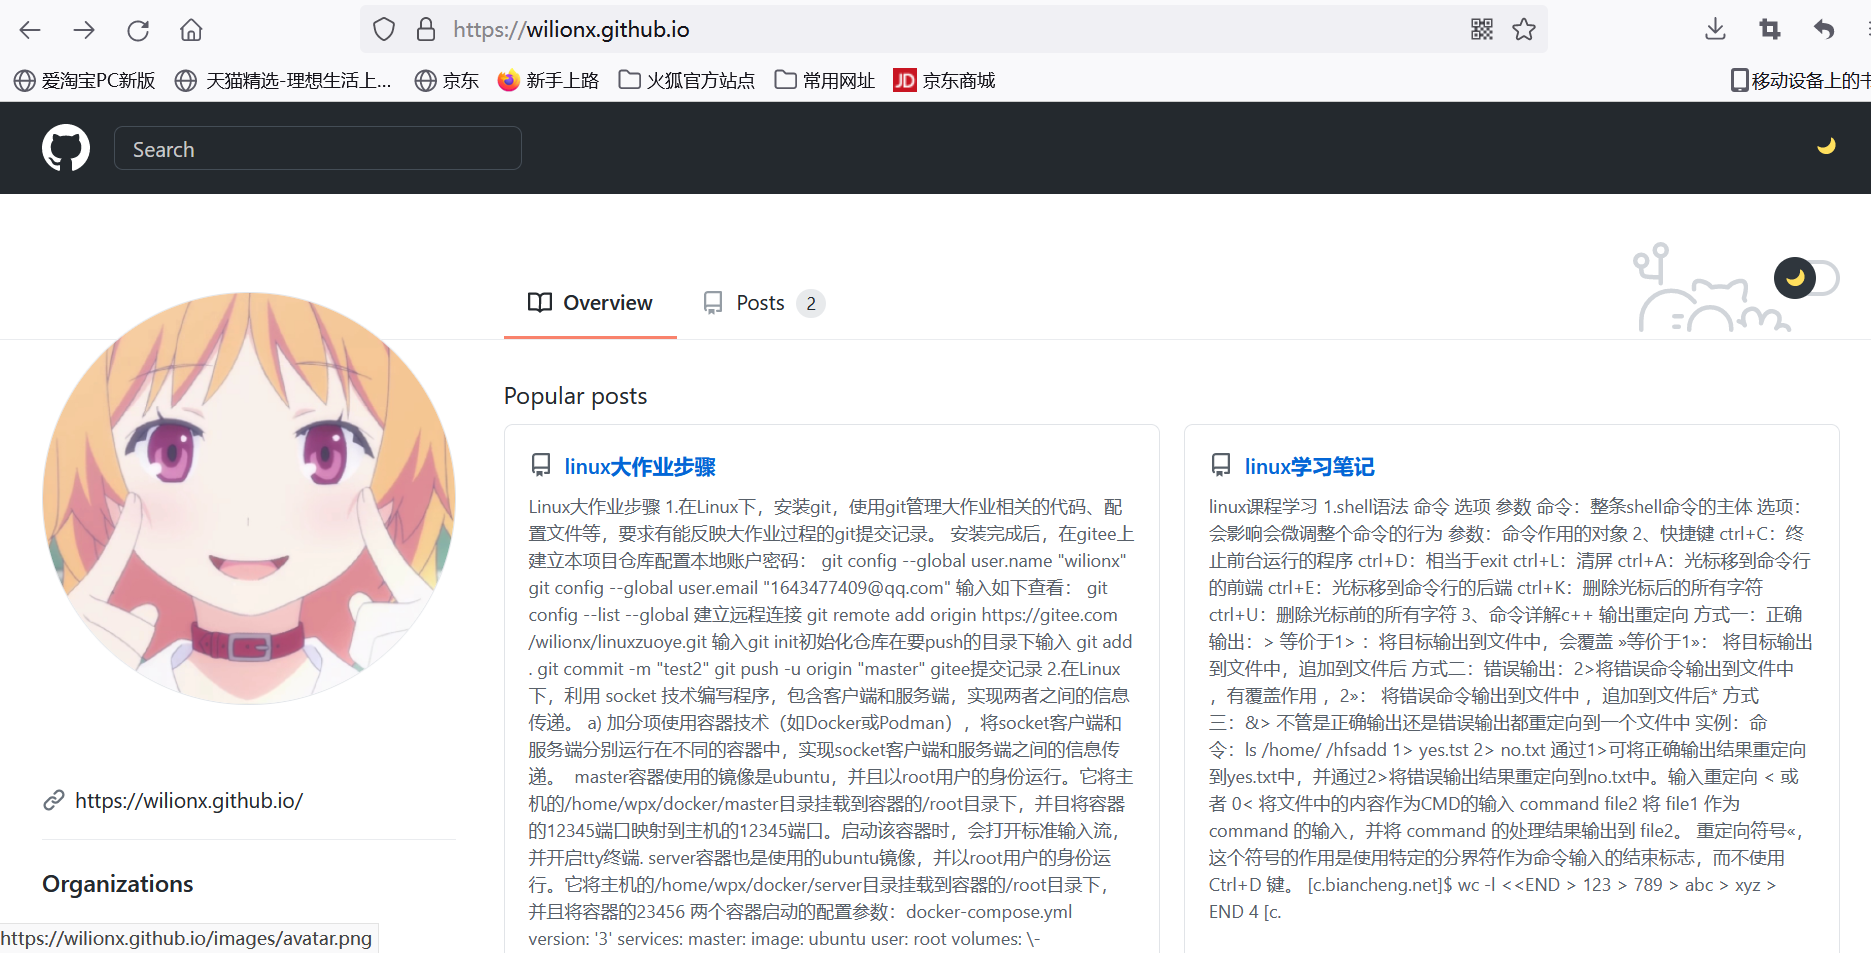 https://wilionx.github.io
爱淘宝PC新版 天猫精选-理想生活上... 京东 新手上路 火狐官方站点 常用网址 JD 京东商城 移动设备上的书
Search
Overview Posts 2
Popular posts
linux大作业步骤
Linux大作业步骤 1.在Linux下，安装git，使用git管理大作业相关的代码、配
置文件等，要求有能反映大作业过程的git提交记录。 安装完成后，在gitee上
建立本项目仓库配置本地账户密码： git config --global user.name "wilionx"
git config --global user.email "1643477409@qq.com" 输入如下查看： git
config --list --global 建立远程连接 git remote add origin https://gitee.com
/wilionx/linuxzuoye.git 输入git init初始化仓库在要push的目录下输入 git add
. git commit -m "test2" git push -u origin "master" gitee提交记录 2.在Linux
下，利用 socket 技术编写程序，包含客户端和服务端，实现两者之间的信息
传递。 a) 加分项使用容器技术（如Docker或Podman），将socket客户端和
服务端分别运行在不同的容器中，实现socket客户端和服务端之间的信息传
递。 master容器使用的镜像是ubuntu，并且以root用户的身份运行。它将主
机的/home/wpx/docker/master目录挂载到容器的/root目录下，并且将容器
的12345端口映射到主机的12345端口。启动该容器时，会打开标准输入流，
并开启tty终端. server容器也是使用的ubuntu镜像，并以root用户的身份运
行。它将主机的/home/wpx/docker/server目录挂载到容器的/root目录下，
并且将容器的23456 两个容器启动的配置参数：docker-compose.yml
version: '3' services: master: image: ubuntu user: root volumes: \-
linux学习笔记
linux课程学习 1.shell语法 命令 选项 参数 命令：整条shell命令的主体 选项：
会影响会微调整个命令的行为 参数：命令作用的对象 2、快捷键 ctrl+C：终
止前台运行的程序 ctrl+D：相当于exit ctrl+L：清屏 ctrl+A：光标移到命令行
的前端 ctrl+E：光标移到命令行的后端 ctrl+K：删除光标后的所有字符
ctrl+U：删除光标前的所有字符 3、命令详解c++ 输出重定向 方式一：正确
输出：> 等价于1> ：将目标输出到文件中，会覆盖 »等价于1»： 将目标输出
到文件中，追加到文件后 方式二：错误输出：2>将错误命令输出到文件中
，有覆盖作用 ，2»： 将错误命令输出到文件中 ，追加到文件后* 方式
三：&> 不管是正确输出还是错误输出都重定向到一个文件中 实例：命
令：ls /home/ /hfsadd 1> yes.tst 2> no.txt 通过1>可将正确输出结果重定向
到yes.txt中，并通过2>将错误输出结果重定向到no.txt中。输入重定向 < 或
者 0< 将文件中的内容作为CMD的输入 command file2 将 file1 作为
command 的输入，并将 command 的处理结果输出到 file2。 重定向符号«，
这个符号的作用是使用特定的分界符作为命令输入的结束标志，而不使用
Ctrl+D 键。 [c.biancheng.net]$ wc -l <<END > 123 > 789 > abc > xyz >
END 4 [c.
https://wilionx.github.io/
Organizations
https://wilionx.github.io/images/avatar.png